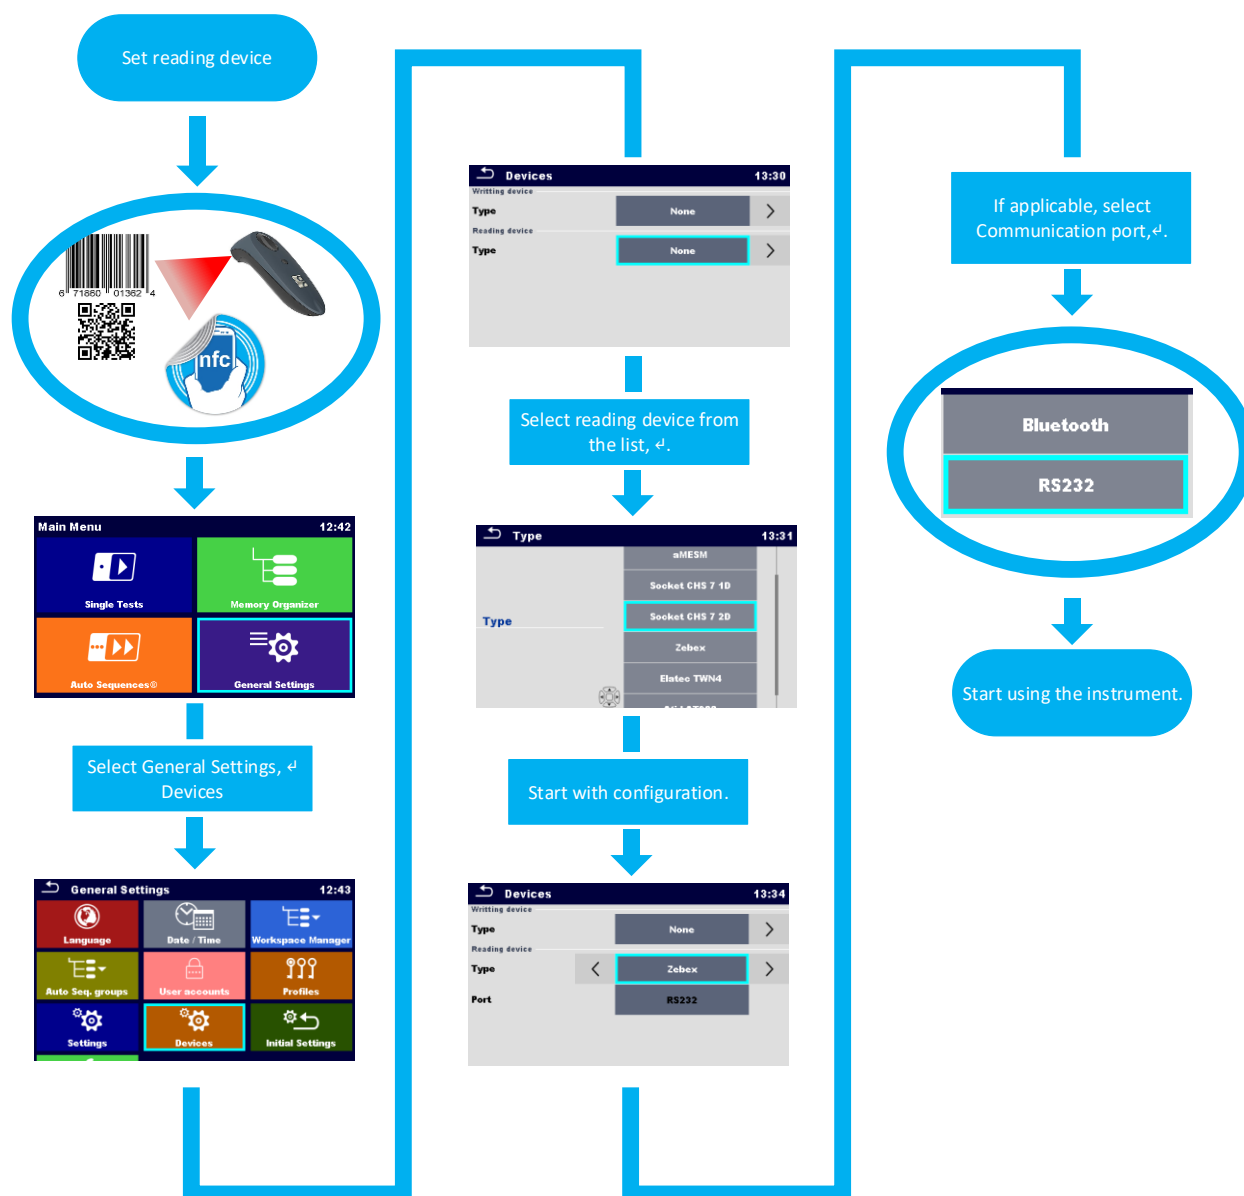 Set reading device
6 71860 01362 4
nfc
Main Menu 12:42
Single Tests
Memory Organizer
Auto Sequences®
General Settings
Select General Settings, ↵
Devices
General Settings 12:43
Language
Date / Time
Workspace Manager
Auto Seq. groups
User accounts
Profiles
Settings
Devices
Initial Settings
Devices 13:30
Writting device
Type None
Reading device
Type None
Select reading device from
the list, ↵.
Type 13:31
aMESM
Socket CHS 7 1D
Socket CHS 7 2D
Type
Zebex
Elatec TWN4
Start with configuration.
Devices 13:34
Writting device
Type None
Reading device
Type Zebex
Port RS232
If applicable, select
Communication port,↵.
Bluetooth
RS232
Start using the instrument.